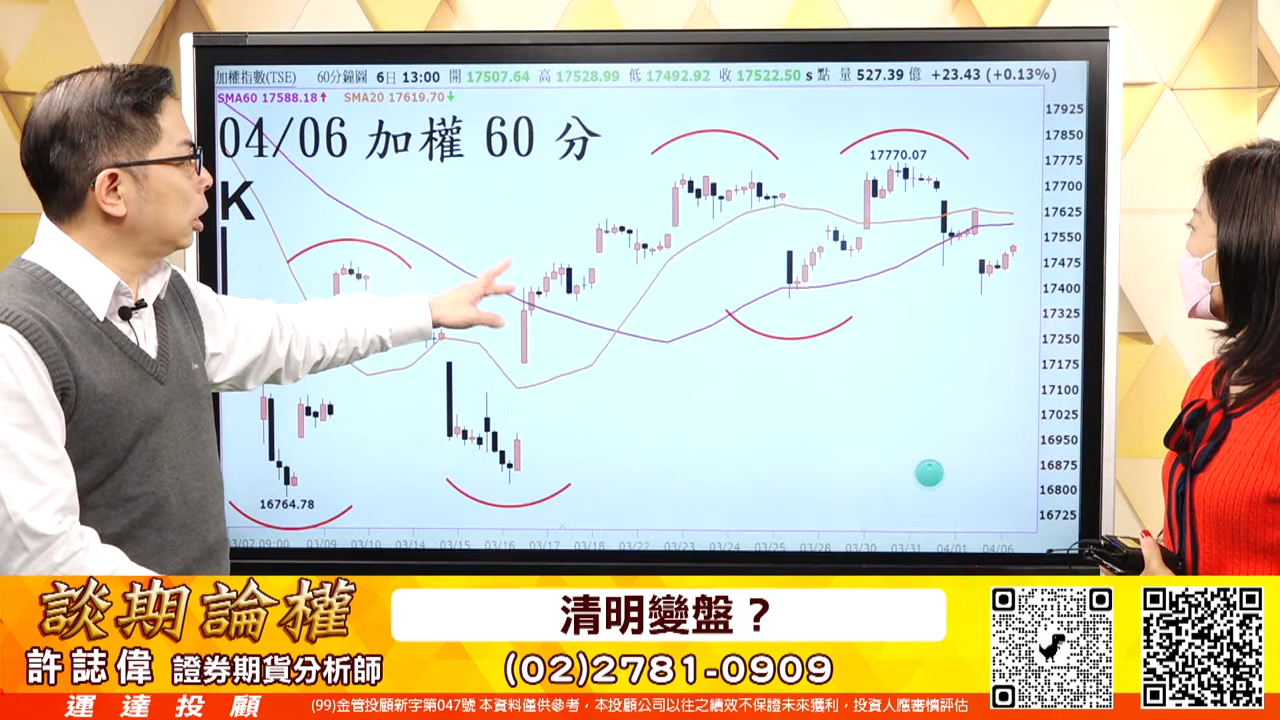 加權指數(TSE) 60分鐘圖 6日 13:00 開 17507.64 高 17528.99 低 17492.92 收 17522.50 s 點 量 527.39 億 +23.43 (+0.13%)
SMA60 17588.18↑ SMA20 17619.70↓
04/06 加權 60 分
K
17770.07
16764.78
17925
17850
17775
17700
17625
17550
17475
17400
17325
17250
17175
17100
17025
16950
16875
16800
16725
03/07 09:00 03/09 03/10 03/14 03/15 03/16 03/17 03/18 03/22 03/23 03/24 03/25 03/28 03/30 03/31 04/01 04/06
談期論權
清明變盤？
許誌偉 證券期貨分析師
(02)2781-0909
運達投顧
(99)金管投顧新字第047號 本資料僅供參考，本投顧公司以往之績效不保證未來獲利，投資人應審慎評估